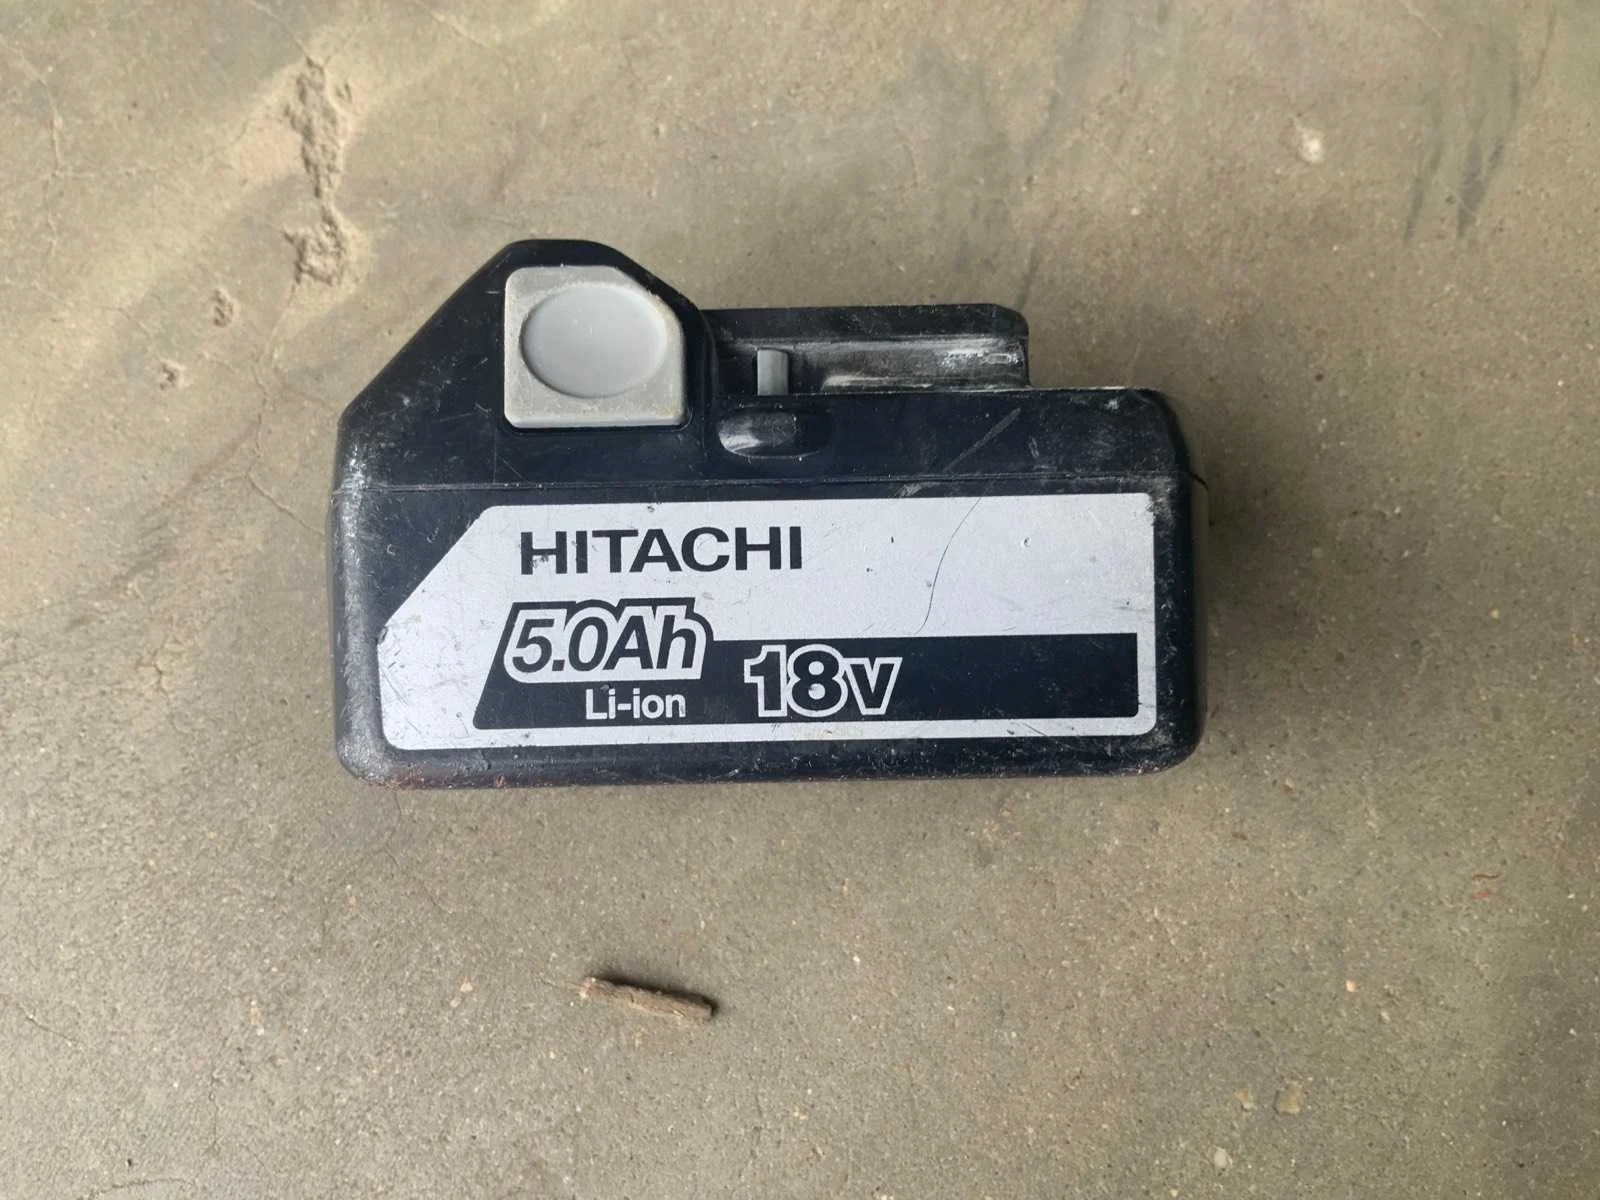 HITACHI
5.0Ah
Li-ion
18V